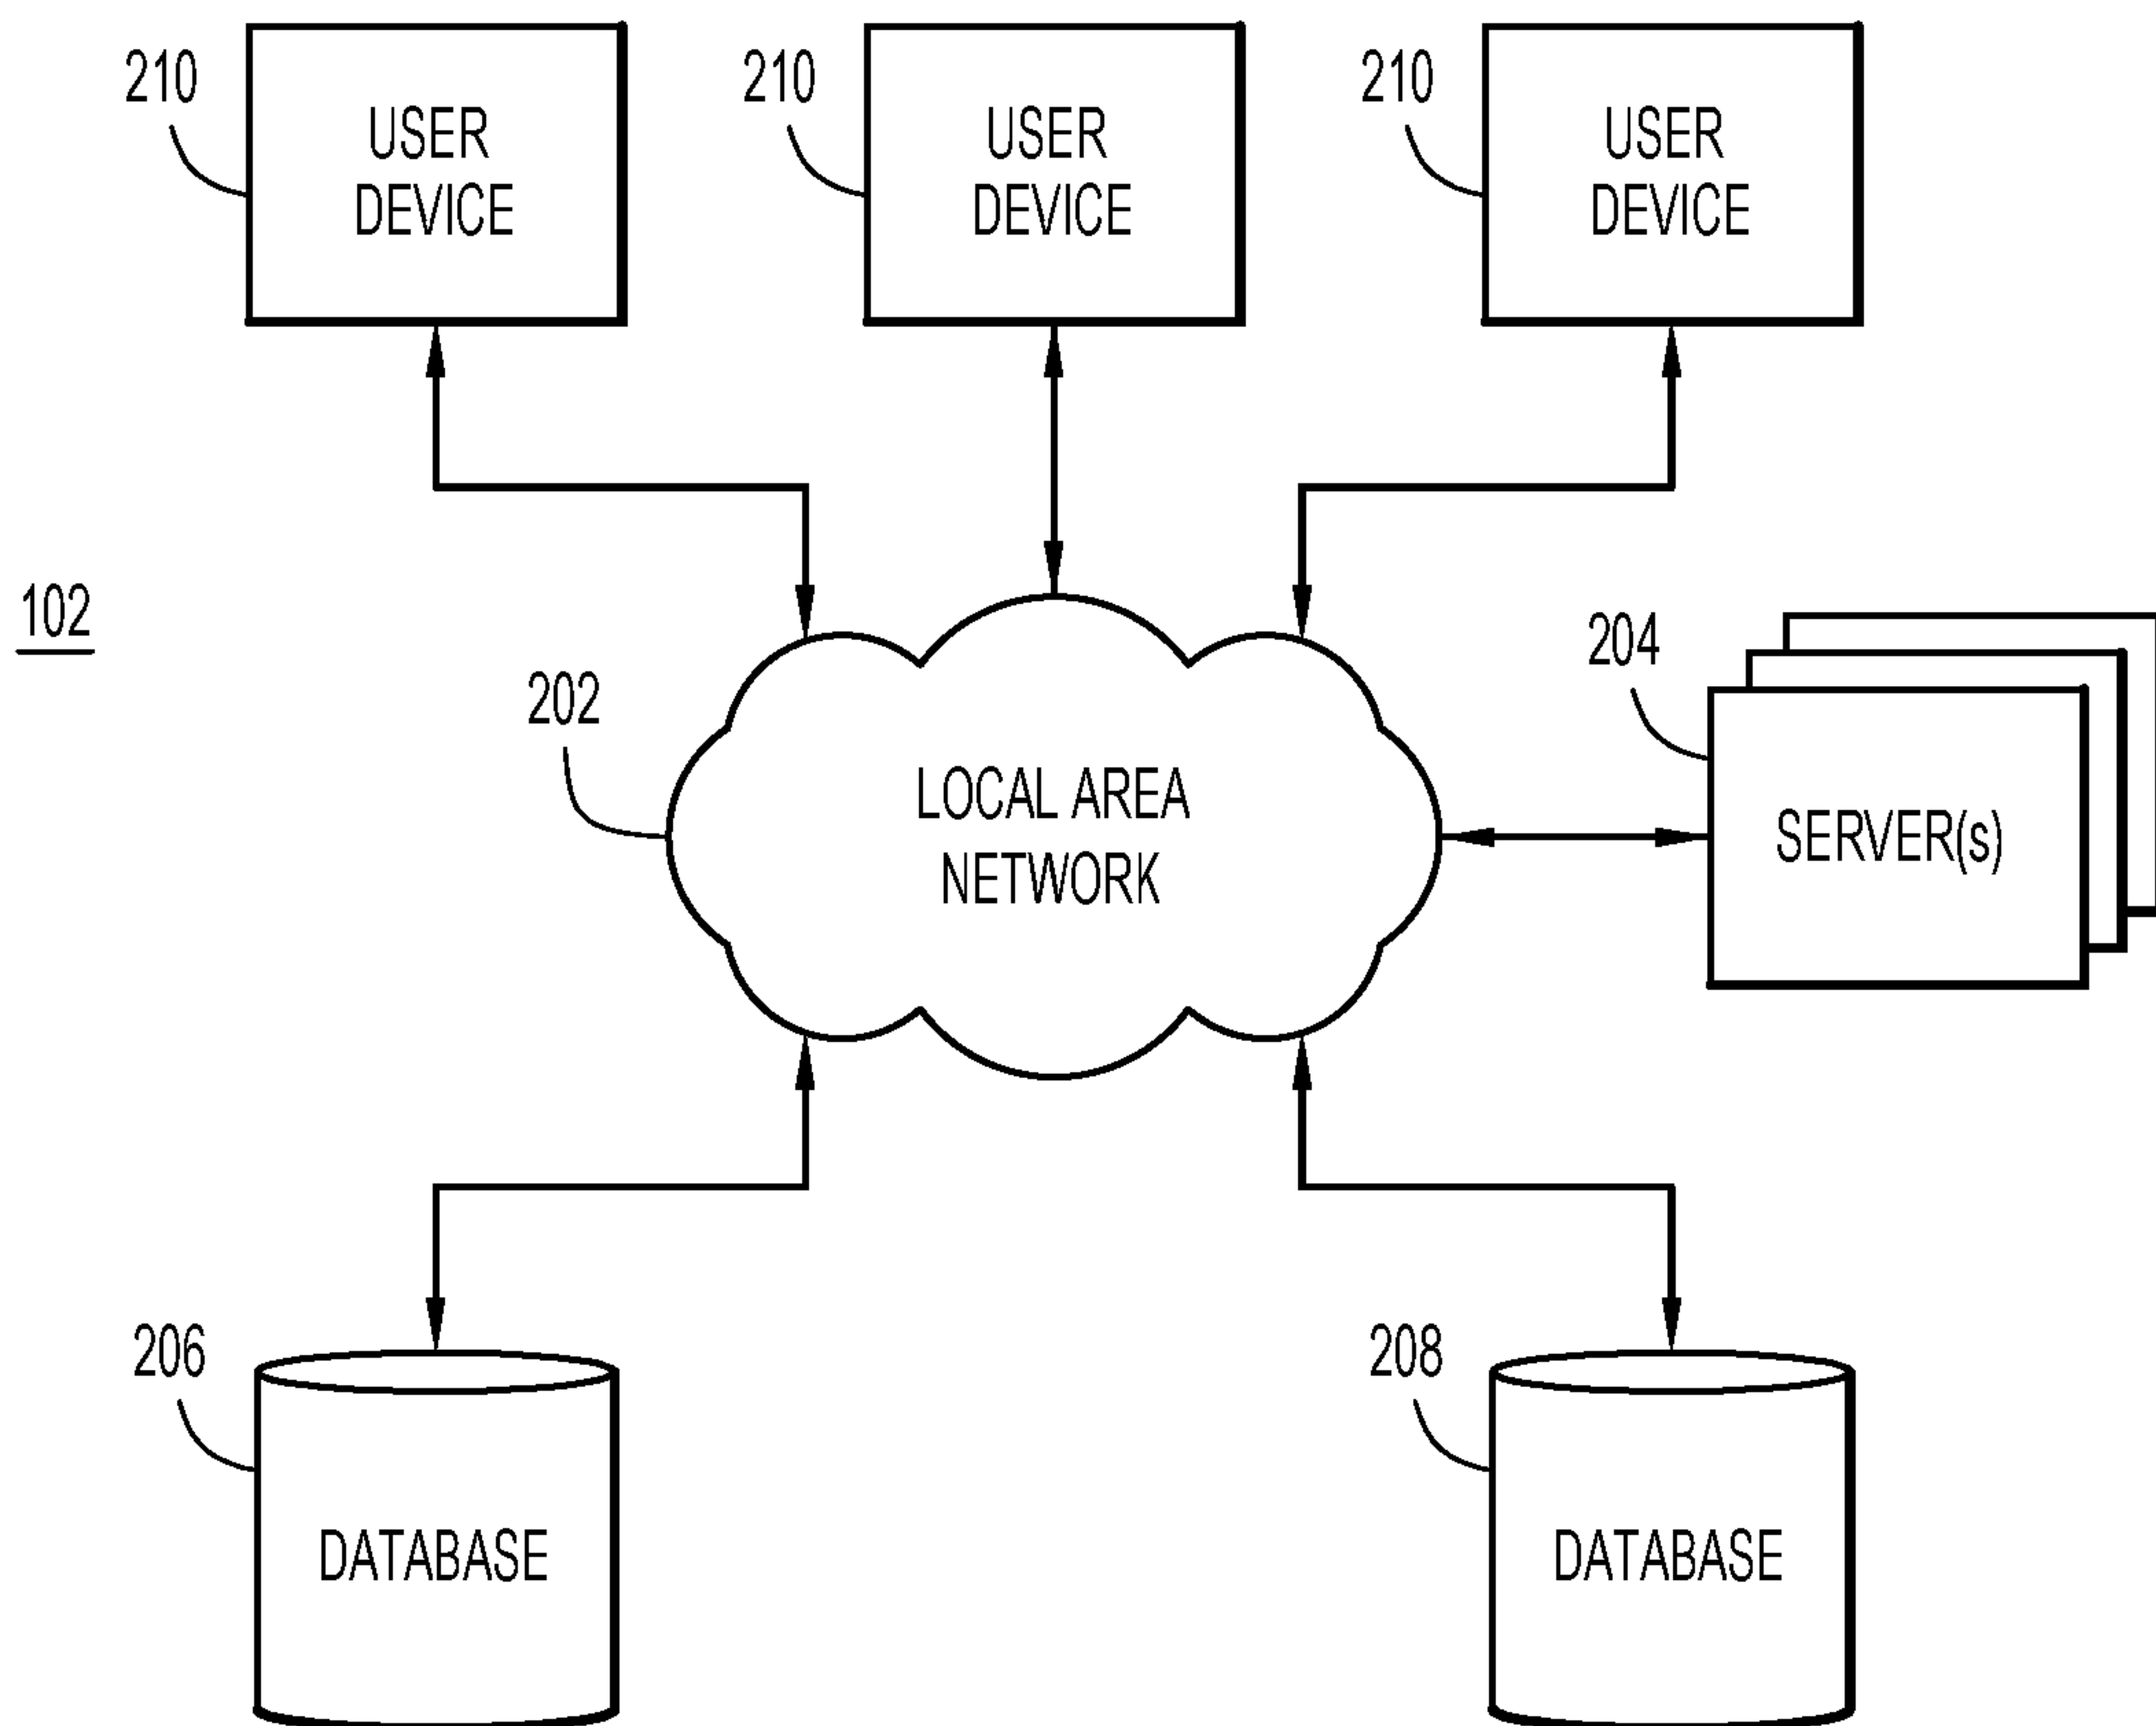 210
USER
DEVICE
210
USER
DEVICE
210
USER
DEVICE
102
202
LOCAL AREA
NETWORK
204
SERVER(s)
206
DATABASE
208
DATABASE